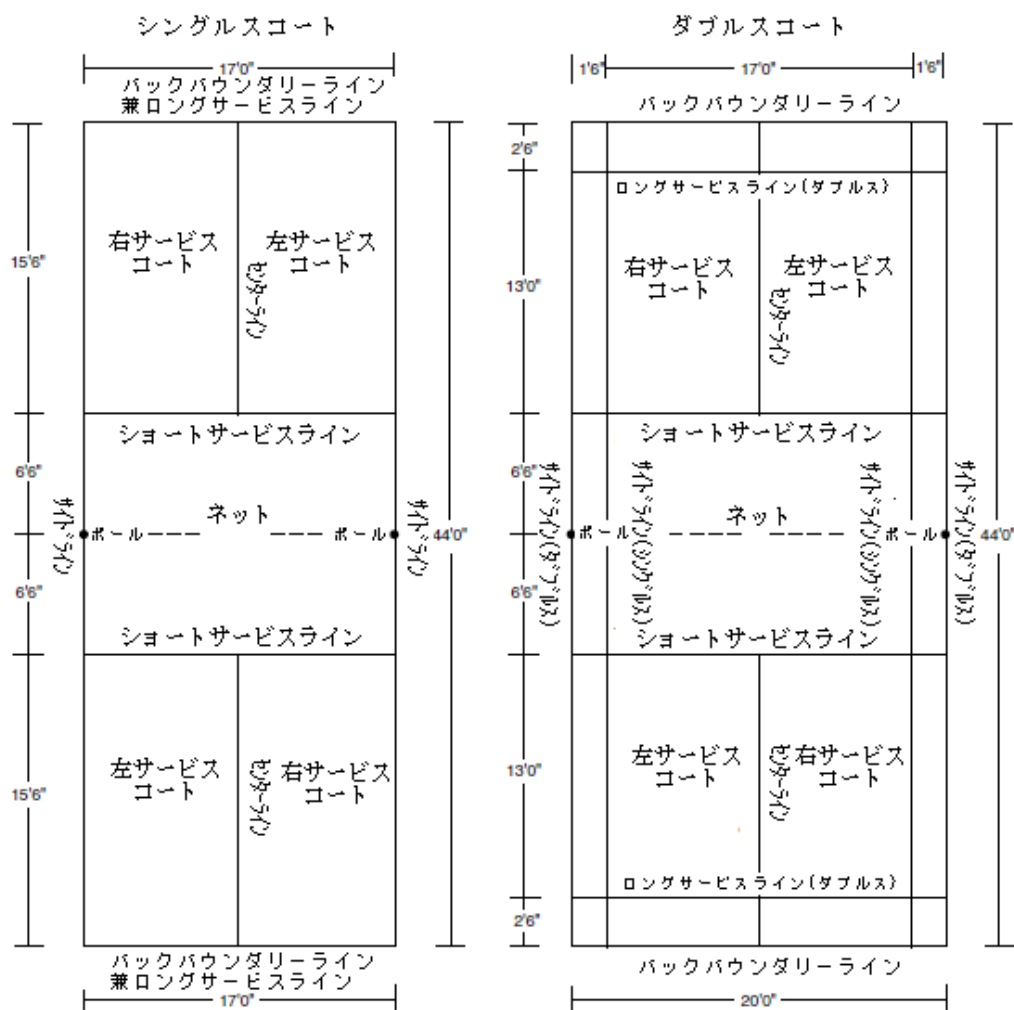 シングルスコート
17'0"
バックバウンダリーライン
兼ロングサービスライン
右サービス
コート
左サービス
コート
センターライン
15'6"
ショートサービスライン
6'6"
サイドライン
ポール
ネット
ポール
サイドライン
44'0"
6'6"
ショートサービスライン
左サービス
コート
センターライン
右サービス
コート
15'6"
バックバウンダリーライン
兼ロングサービスライン
17'0"
ダブルスコート
1'6"
17'0"
1'6"
バックバウンダリーライン
2'6"
ロングサービスライン(ダブルス)
右サービス
コート
左サービス
コート
センターライン
13'0"
ショートサービスライン
6'6"
サイドライン(ダブルス)
サイドライン(シングルス)
サイドライン(シングルス)
サイドライン(ダブルス)
ポール
ネット
ポール
44'0"
6'6"
ショートサービスライン
左サービス
コート
センターライン
右サービス
コート
13'0"
ロングサービスライン(ダブルス)
2'6"
バックバウンダリーライン
20'0"